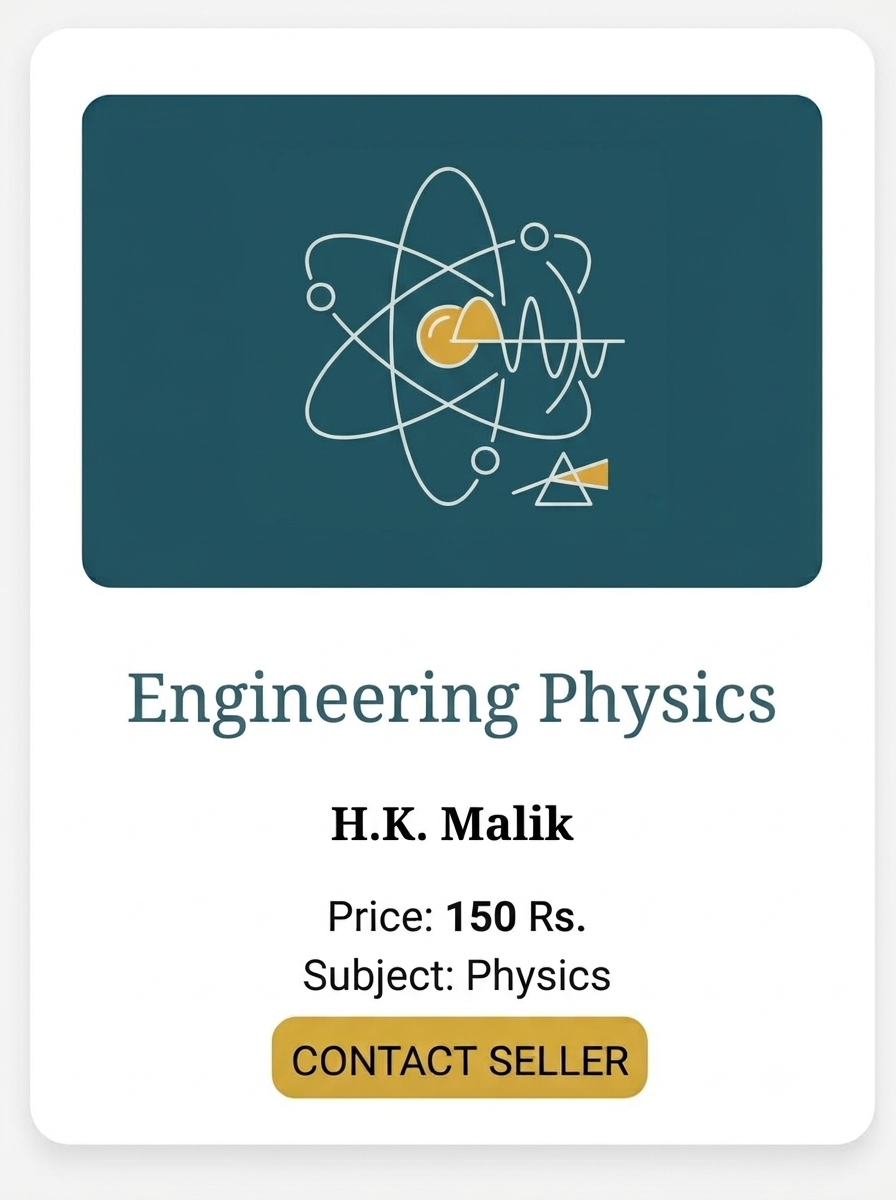 Engineering Physics
H.K. Malik
Price: 150 Rs.
Subject: Physics
CONTACT SELLER